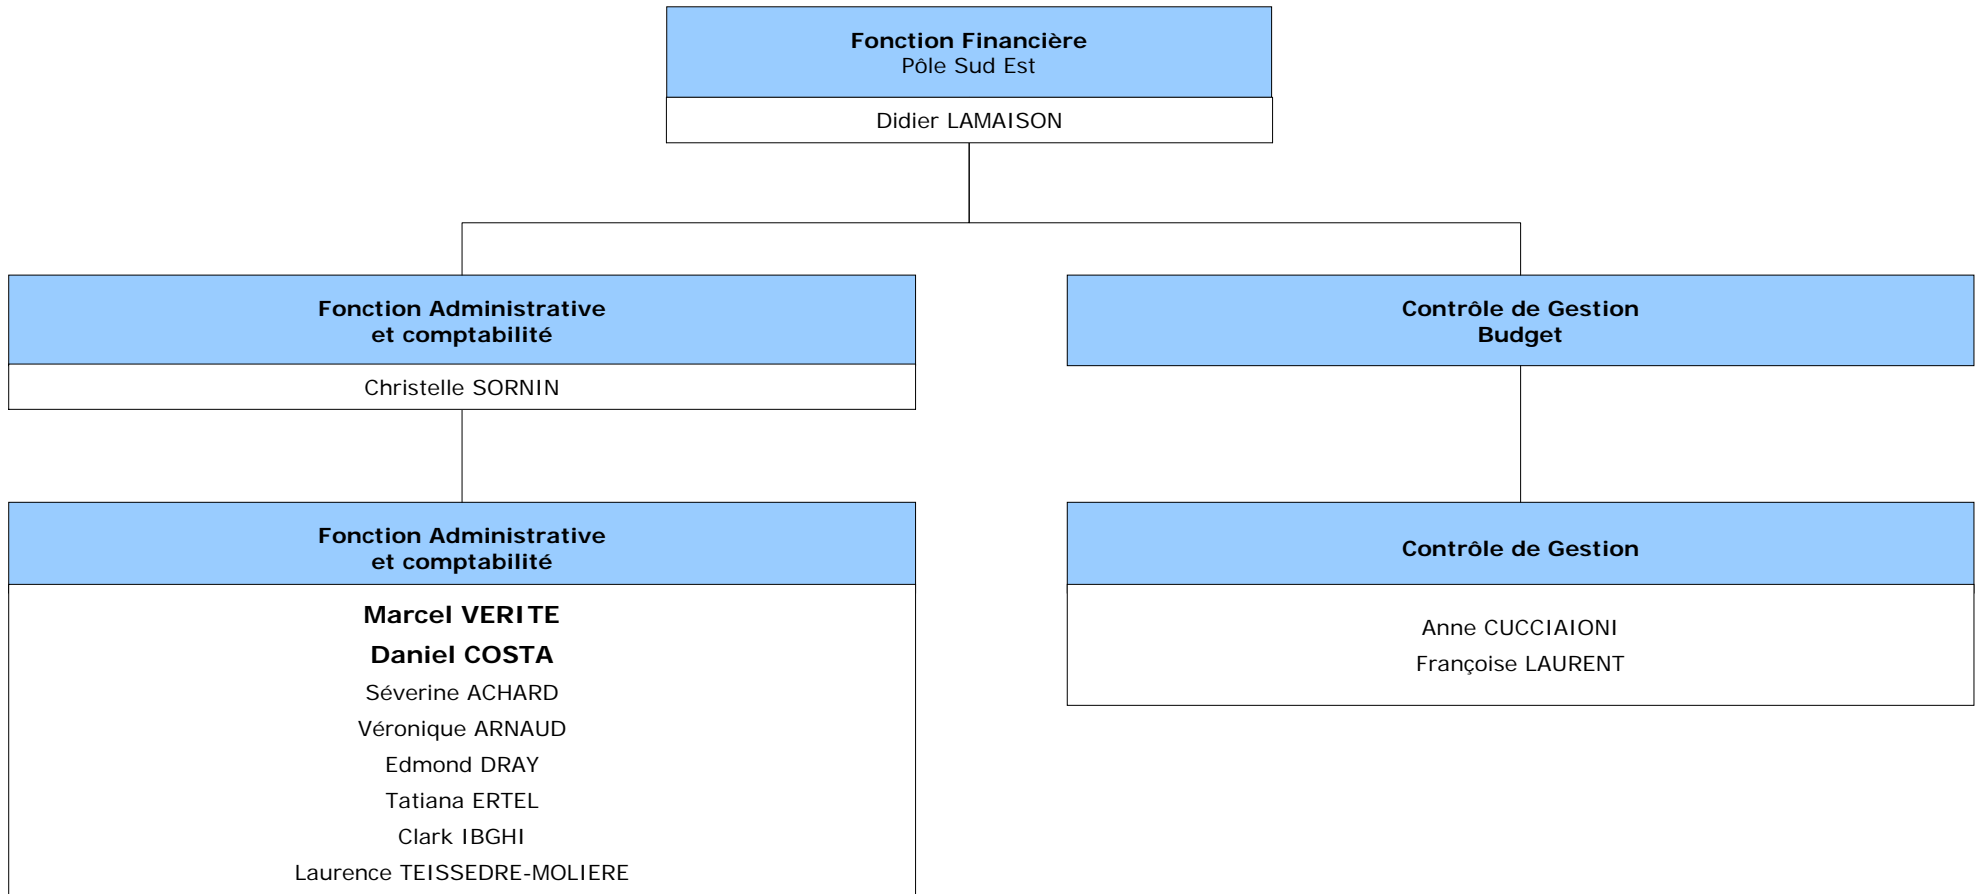 Fonction Financière
Pôle Sud Est
Didier LAMAISON
Fonction Administrative
et comptabilité
Christelle SORNIN
Contrôle de Gestion
Budget
Fonction Administrative
et comptabilité
Marcel VERITE
Daniel COSTA
Séverine ACHARD
Véronique ARNAUD
Edmond DRAY
Tatiana ERTEL
Clark IBGHI
Laurence TEISSEDRE-MOLIERE
Contrôle de Gestion
Anne CUCCIAIONI
Françoise LAURENT